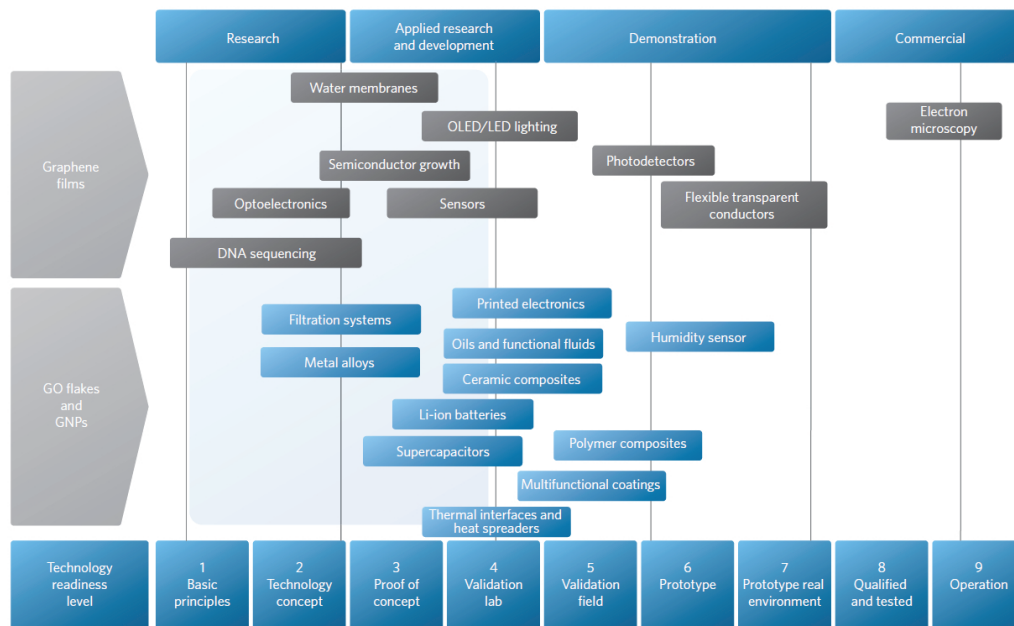 Research
Applied research
and development
Demonstration
Commercial
Graphene
films
Water membranes
OLED/LED lighting
Electron
microscopy
Semiconductor growth
Photodetectors
Optoelectronics
Sensors
Flexible transparent
conductors
DNA sequencing
GO flakes
and
GNPs
Printed electronics
Filtration systems
Oils and functional fluids
Humidity sensor
Metal alloys
Ceramic composites
Li-ion batteries
Supercapacitors
Polymer composites
Multifunctional coatings
Thermal interfaces and
heat spreaders
Technology
readiness
level
1
Basic
principles
2
Technology
concept
3
Proof of
concept
4
Validation
lab
5
Validation
field
6
Prototype
7
Prototype real
environment
8
Qualified
and tested
9
Operation